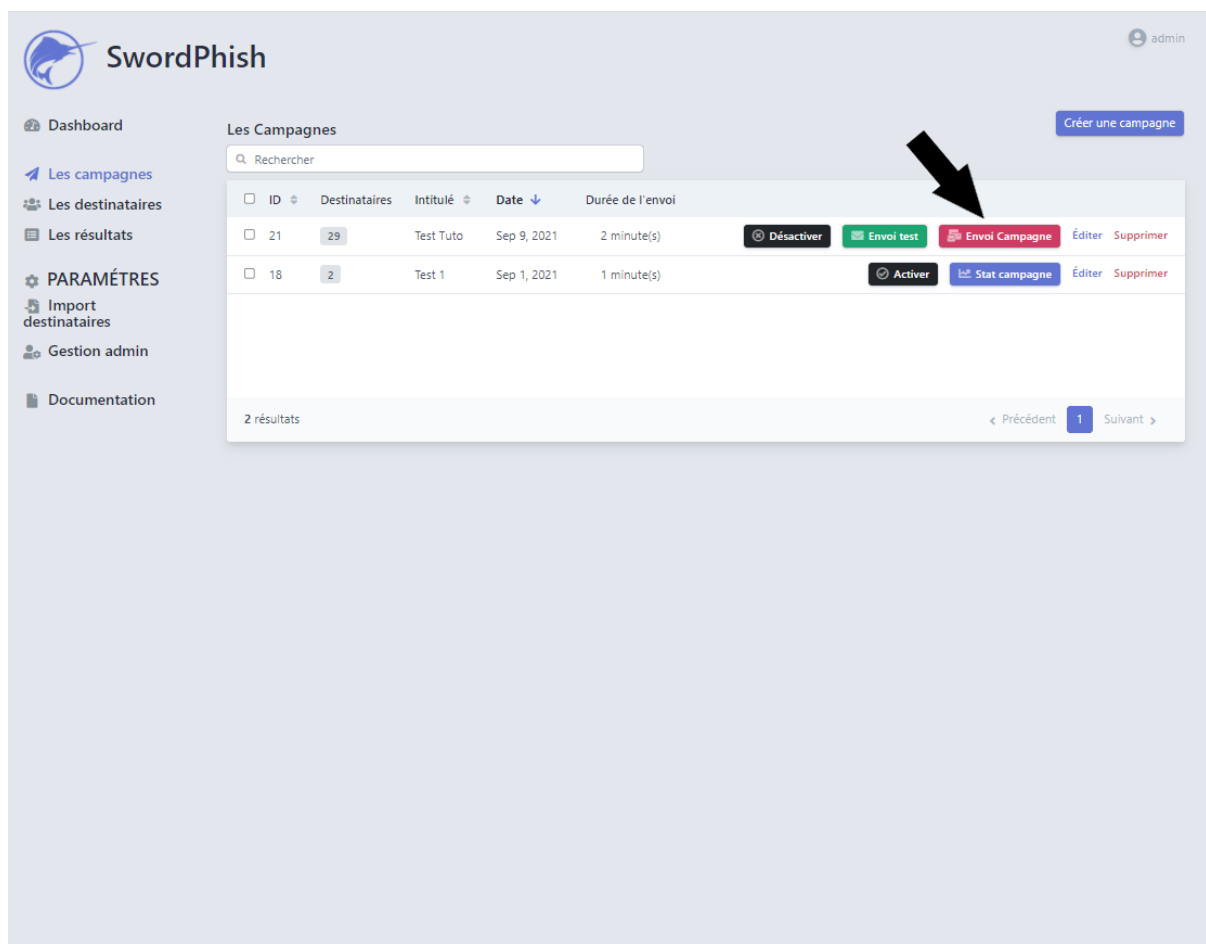 SwordPhish
admin
Dashboard
Les campagnes
Les destinataires
Les résultats
PARAMÉTRES
Import
destinataires
Gestion admin
Documentation
Les Campagnes
Créer une campagne
Rechercher
ID Destinataires Intitulé Date Durée de l'envoi
21 29 Test Tuto Sep 9, 2021 2 minute(s) Désactiver Envoi test Envoi Campagne Éditer Supprimer
18 2 Test 1 Sep 1, 2021 1 minute(s) Activer Stat campagne Éditer Supprimer
2 résultats Précédent 1 Suivant